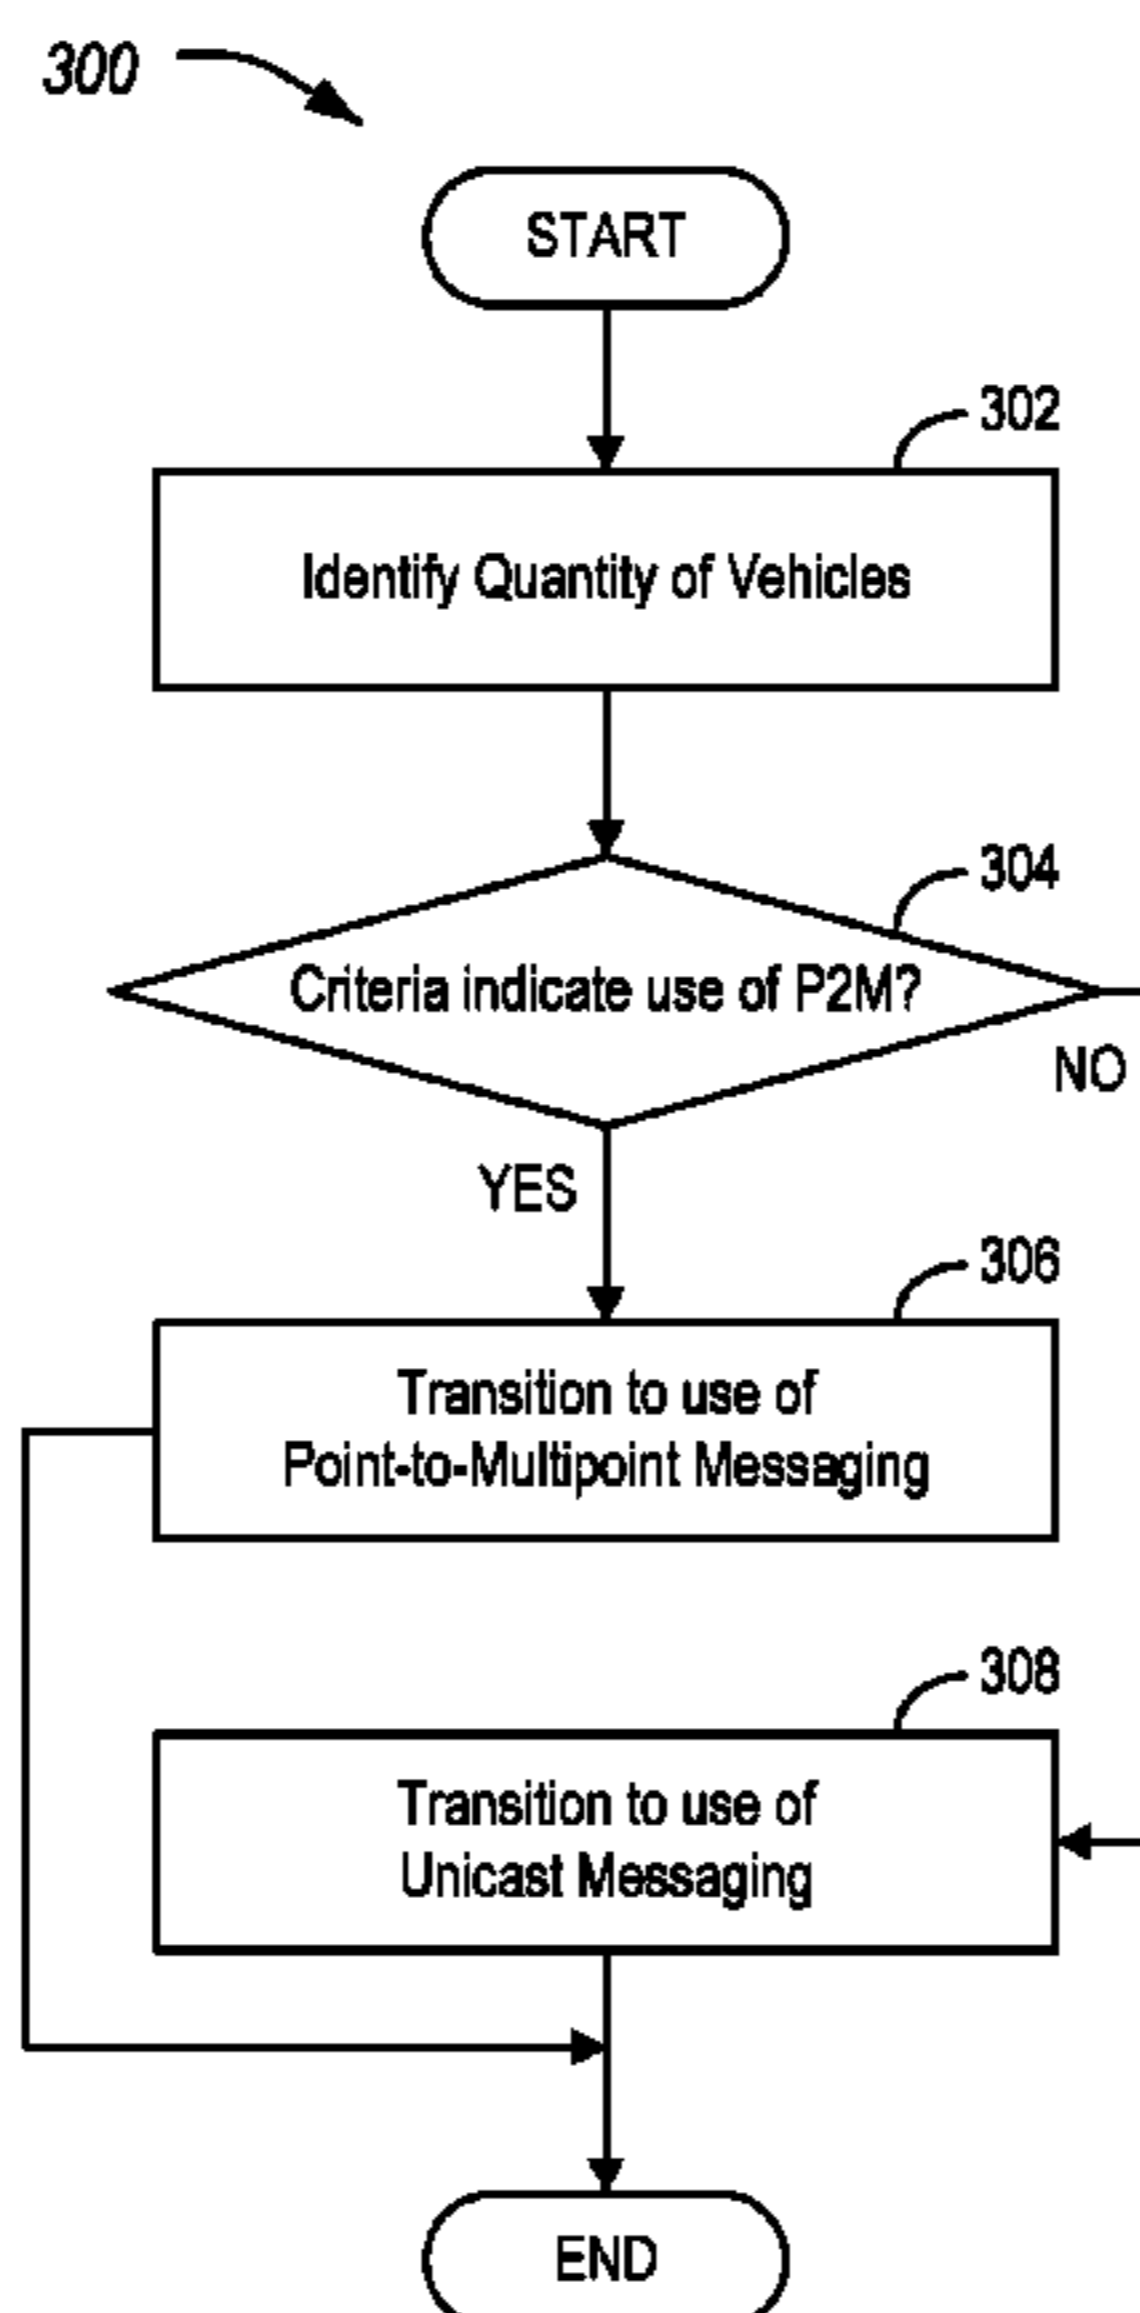 300
START
302
Identify Quantity of Vehicles
304
Criteria indicate use of P2M?
NO
YES
306
Transition to use of
Point-to-Multipoint Messaging
308
Transition to use of
Unicast Messaging
END